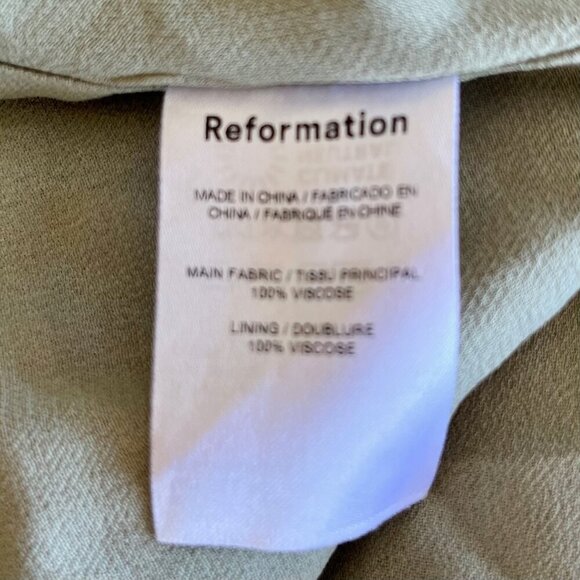 Reformation
MADE IN CHINA / FABRICADO EN
CHINA / FABRIQUÉ EN CHINE
MAIN FABRIC / TISSU PRINCIPAL
100% VISCOSE
LINING / DOUBLURE
100% VISCOSE